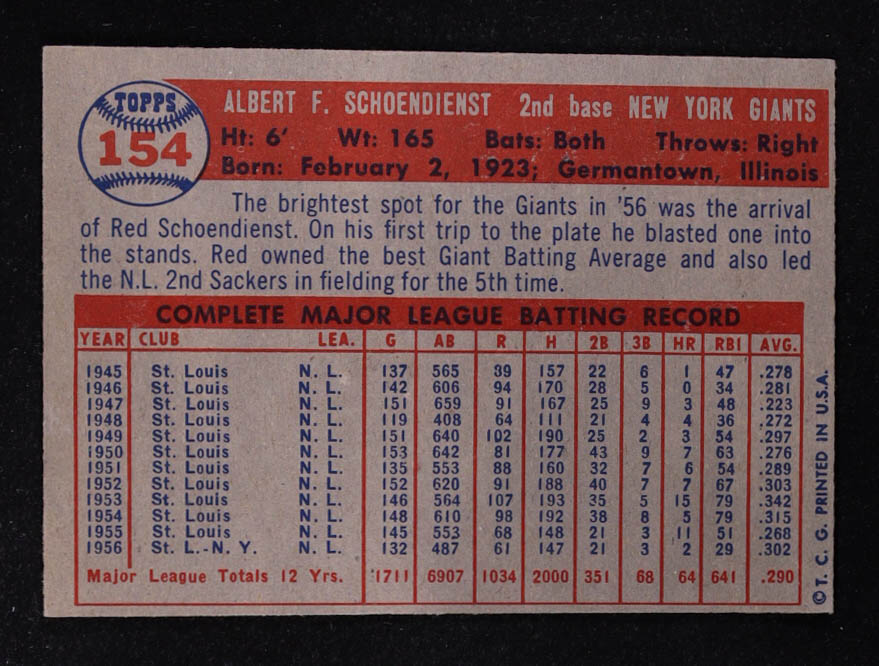 TOPPS
154
ALBERT F. SCHOENDIENST 2nd base NEW YORK GIANTS
Ht: 6' Wt: 165 Bats: Both Throws: Right
Born: February 2, 1923; Germantown, Illinois
The brightest spot for the Giants in '56 was the arrival
of Red Schoendienst. On his first trip to the plate he blasted one into
the stands. Red owned the best Giant Batting Average and also led
the N.L. 2nd Sackers in fielding for the 5th time.
COMPLETE MAJOR LEAGUE BATTING RECORD
YEAR CLUB LEA. G AB R H 2B 3B HR RBI AVG.
1945 St. Louis N. L. 137 565 89 157 22 6 1 47 .278
1946 St. Louis N. L. 142 606 94 170 28 5 0 34 .281
1947 St. Louis N. L. 151 659 91 167 25 9 3 48 .223
1948 St. Louis N. L. 119 408 64 111 21 4 4 36 .272
1949 St. Louis N. L. 151 640 102 190 25 2 3 54 .297
1950 St. Louis N. L. 153 642 81 177 43 9 7 63 .276
1951 St. Louis N. L. 135 553 88 160 32 7 6 54 .289
1952 St. Louis N. L. 152 620 91 188 40 7 7 67 .303
1953 St. Louis N. L. 146 564 107 193 35 5 15 79 .342
1954 St. Louis N. L. 148 610 98 192 38 8 5 79 .315
1955 St. Louis N. L. 145 553 68 148 21 3 11 51 .268
1956 St. L.-N. Y. N. L. 132 487 61 147 21 3 2 29 .302
Major League Totals 12 Yrs. 1711 6907 1034 2000 351 68 64 641 .290
© T. C. G. PRINTED IN U.S.A.